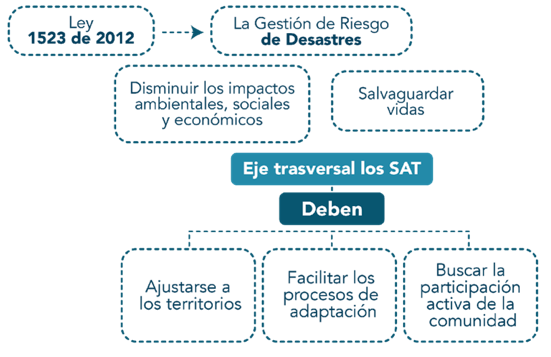 Ley
1523 de 2012
La Gestión de Riesgo
de Desastres
Disminuir los impactos
ambientales, sociales
y económicos
Salvaguardar
vidas
Eje trasversal los SAT
Deben
Ajustarse a
los territorios
Facilitar los
procesos de
adaptación
Buscar la
participación
activa de la
comunidad